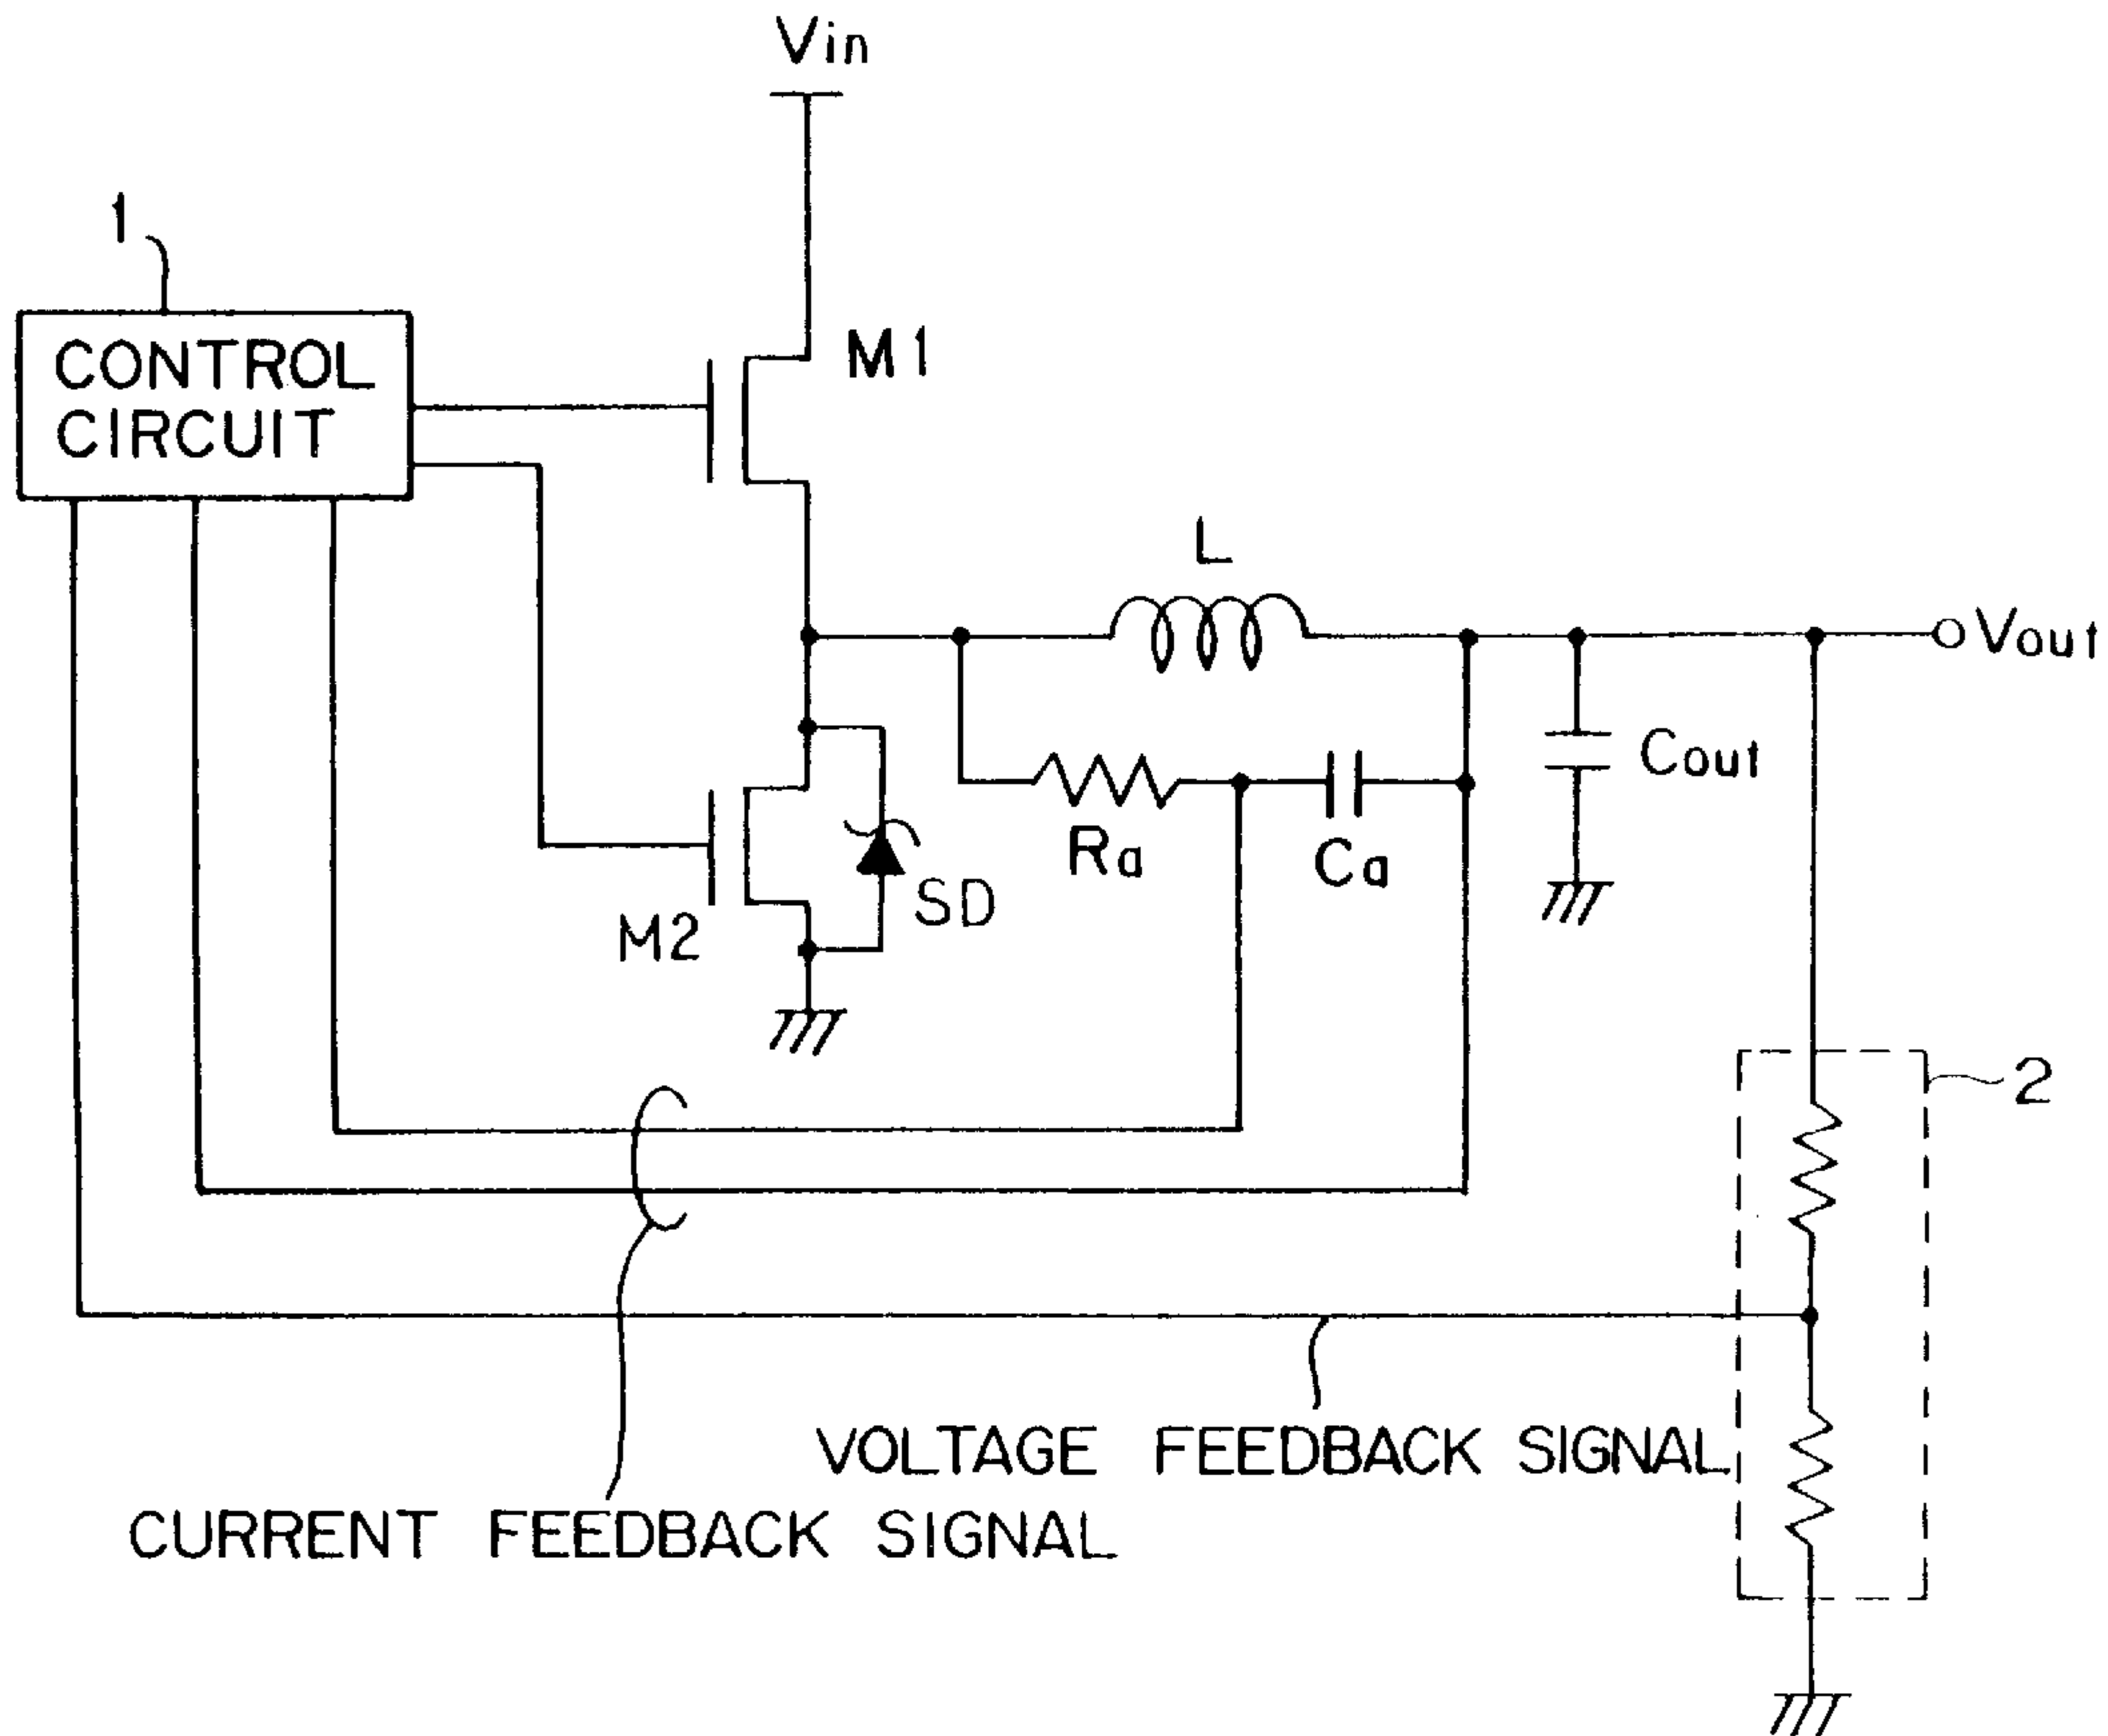 Vin
1
CONTROL
CIRCUIT
M1
L
Vout
Cout
Ra
Ca
SD
M2
2
VOLTAGE FEEDBACK SIGNAL
CURRENT FEEDBACK SIGNAL